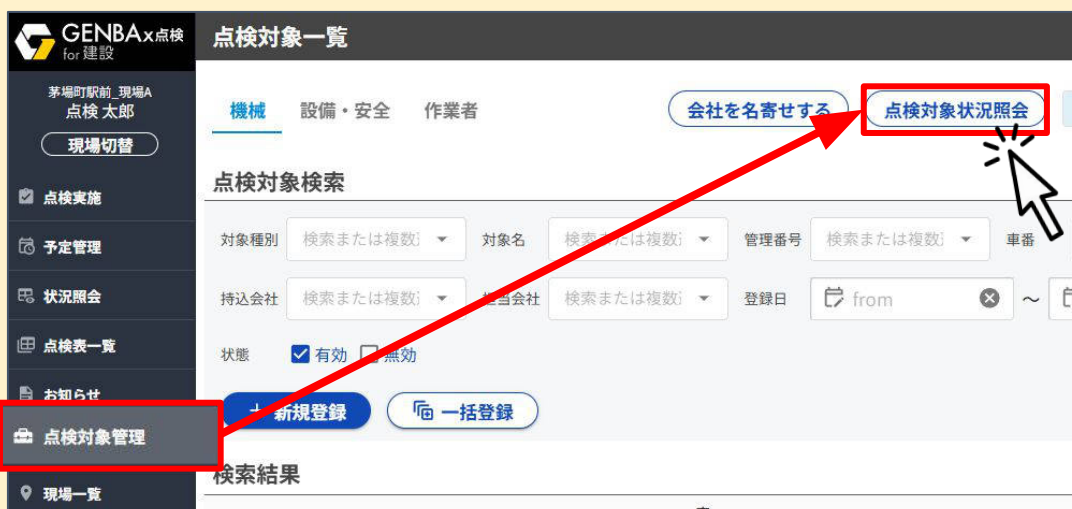 GENBAx点検
for 建設
点検対象一覧
茅場町駅前_現場A
点検 太郎
現場切替
点検実施
予定管理
状況照会
点検表一覧
お知らせ
点検対象管理
現場一覧
機械
設備・安全
作業者
会社を名寄せする
点検対象状況照会
点検対象検索
対象種別
検索または複数
対象名
検索または複数
管理番号
検索または複数
車番
持込会社
検索または複数
担当会社
検索または複数
登録日
from
～
状態
有効
無効
+ 新規登録
一括登録
検索結果